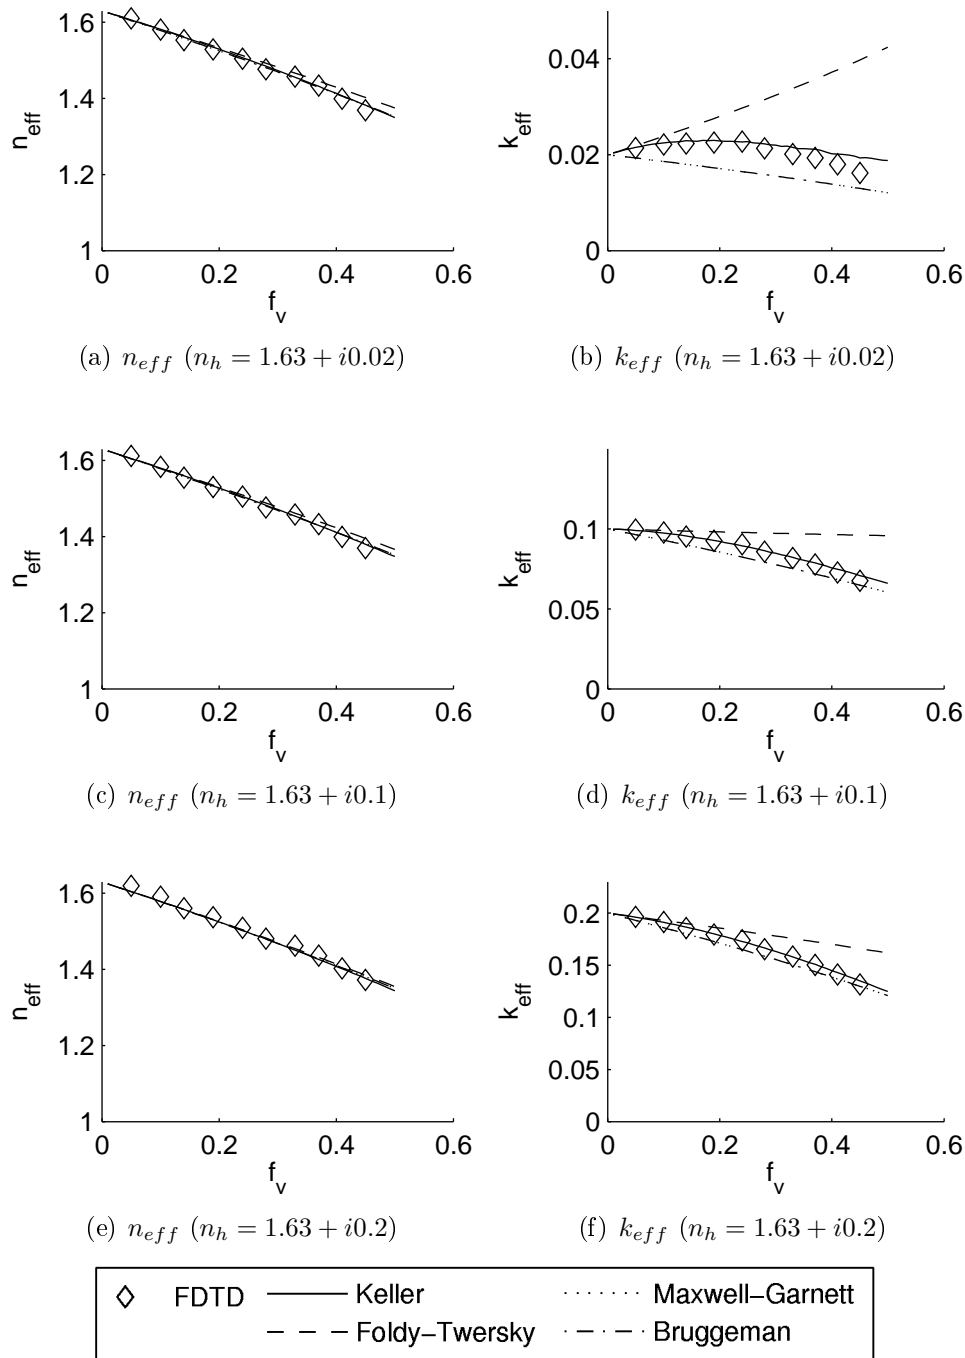 1.6
1.4
1.2
1
0
0.2
0.4
0.6
n_eff
f_v
(a) n_eff (n_h = 1.63 + i0.02)
0.04
0.02
0
0
0.2
0.4
0.6
k_eff
f_v
(b) k_eff (n_h = 1.63 + i0.02)
1.6
1.4
1.2
1
0
0.2
0.4
0.6
n_eff
f_v
(c) n_eff (n_h = 1.63 + i0.1)
0.1
0.05
0
0
0.2
0.4
0.6
k_eff
f_v
(d) k_eff (n_h = 1.63 + i0.1)
1.6
1.4
1.2
1
0
0.2
0.4
0.6
n_eff
f_v
(e) n_eff (n_h = 1.63 + i0.2)
0.2
0.15
0.1
0.05
0
0
0.2
0.4
0.6
k_eff
f_v
(f) k_eff (n_h = 1.63 + i0.2)
FDTD
Keller
Foldy-Twersky
Maxwell-Garnett
Bruggeman